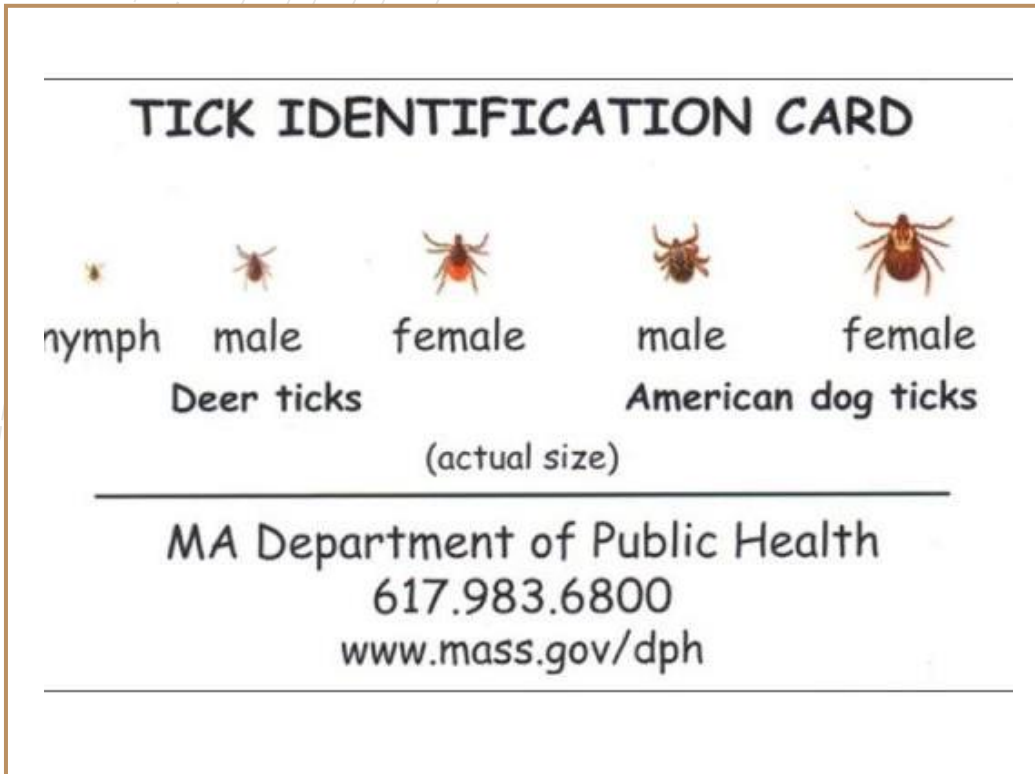 TICK IDENTIFICATION CARD
nymph male female male female
Deer ticks American dog ticks
(actual size)
MA Department of Public Health
617.983.6800
www.mass.gov/dph